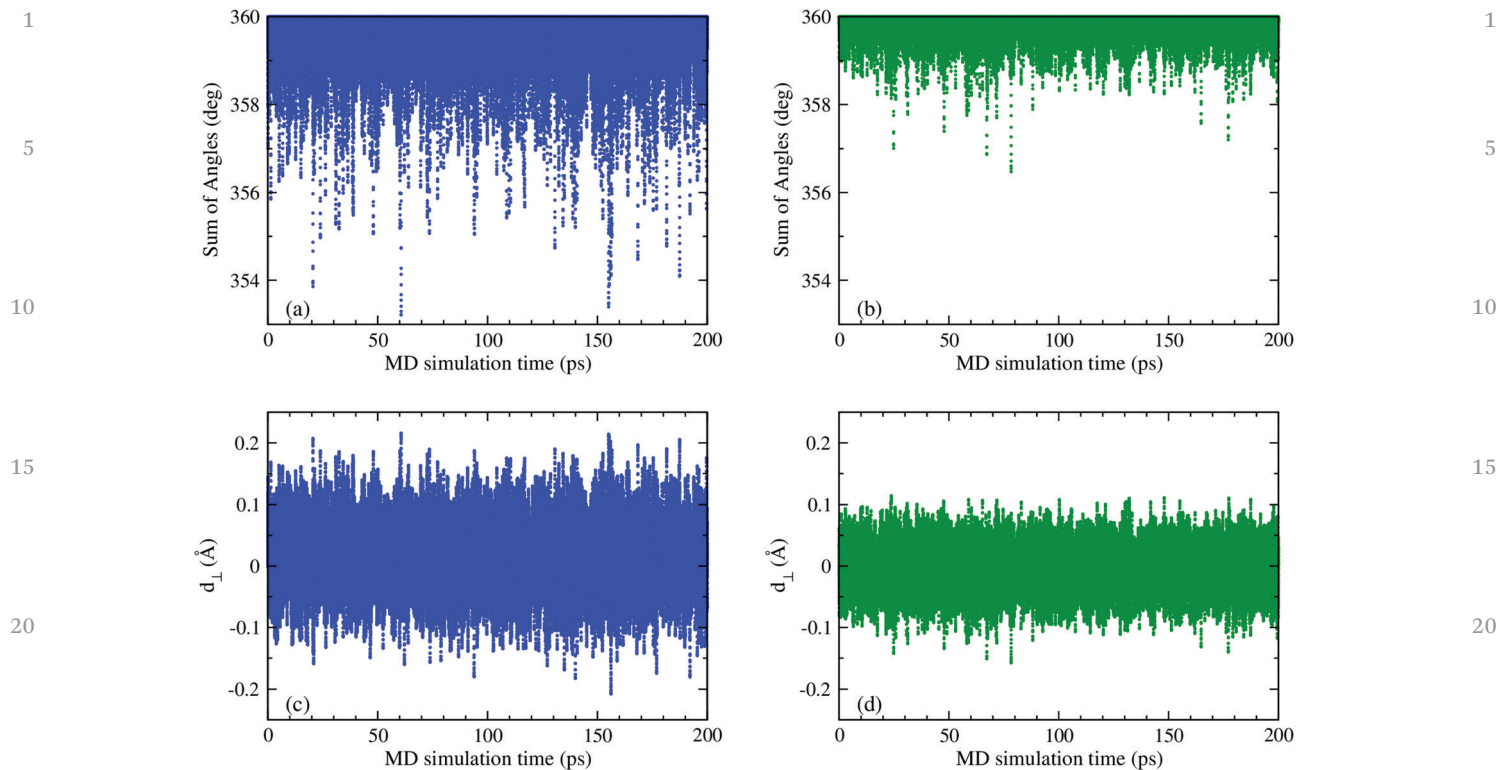 1
5
10
15
20
360
358
356
354
Sum of Angles (deg)
(a)
0 50 100 150 200
MD simulation time (ps)
360
358
356
354
Sum of Angles (deg)
(b)
0 50 100 150 200
MD simulation time (ps)
0.2
0.1
0
-0.1
-0.2
d⊥ (Å)
(c)
0 50 100 150 200
MD simulation time (ps)
0.2
0.1
0
-0.1
-0.2
d⊥ (Å)
(d)
0 50 100 150 200
MD simulation time (ps)
1
5
10
15
20